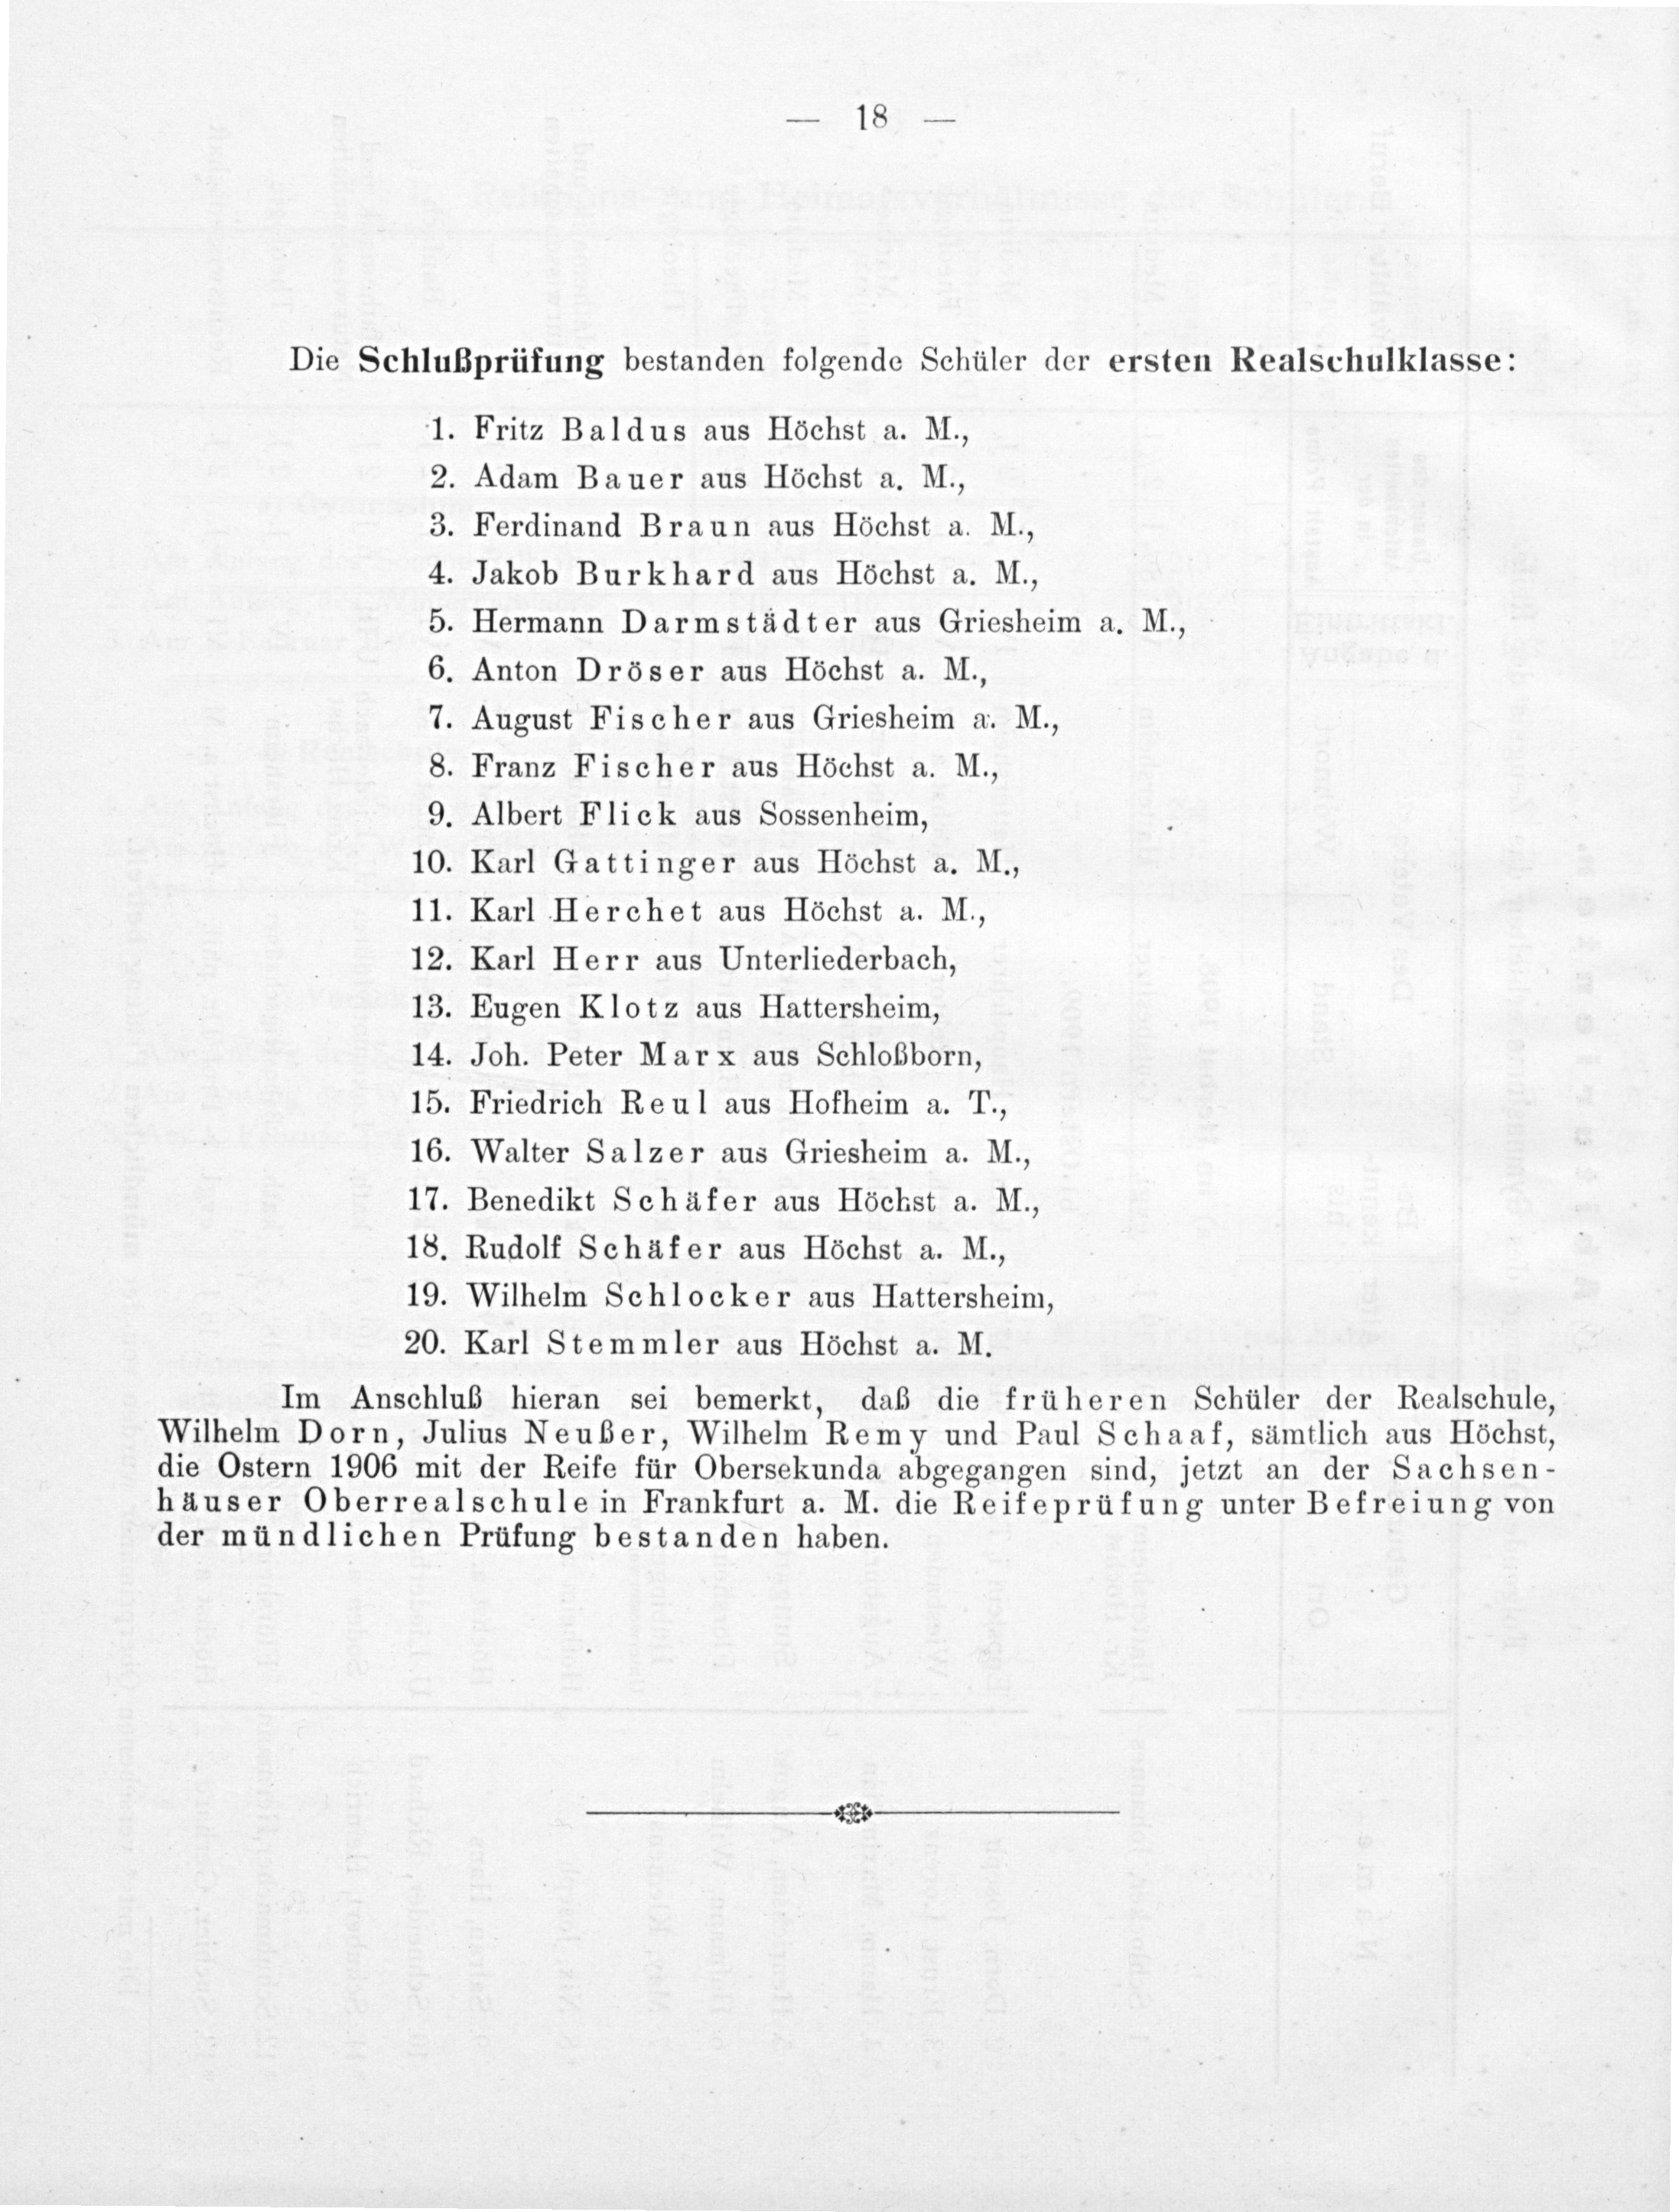 — 18 —
Die Schlußprüfung bestanden folgende Schüler der ersten Realschulklasse:
1. Fritz Baldus aus Höchst a. M.,
2. Adam Bauer aus Höchst a. M.,
3. Ferdinand Braun aus Höchst a. M.,
4. Jakob Burkhard aus Höchst a. M.,
5. Hermann Darmstädter aus Griesheim a. M.,
6. Anton Dröser aus Höchst a. M.,
7. August Fischer aus Griesheim a. M.,
8. Franz Fischer aus Höchst a. M.,
9. Albert Flick aus Sossenheim,
10. Karl Gattinger aus Höchst a. M.,
11. Karl Herchet aus Höchst a. M.,
12. Karl Herr aus Unterliederbach,
13. Eugen Klotz aus Hattersheim,
14. Joh. Peter Marx aus Schloßborn,
15. Friedrich Reul aus Hofheim a. T.,
16. Walter Salzer aus Griesheim a. M.,
17. Benedikt Schäfer aus Höchst a. M.,
18. Rudolf Schäfer aus Höchst a. M.,
19. Wilhelm Schlocker aus Hattersheim,
20. Karl Stemmler aus Höchst a. M.
Im Anschluß hieran sei bemerkt, daß die früheren Schüler der Realschule,
Wilhelm Dorn, Julius Neußer, Wilhelm Remy und Paul Schaaf, sämtlich aus Höchst,
die Ostern 1906 mit der Reife für Obersekunda abgegangen sind, jetzt an der Sachsen-
häuser Oberrealschule in Frankfurt a. M. die Reifeprüfung unter Befreiung von
der mündlichen Prüfung bestanden haben.